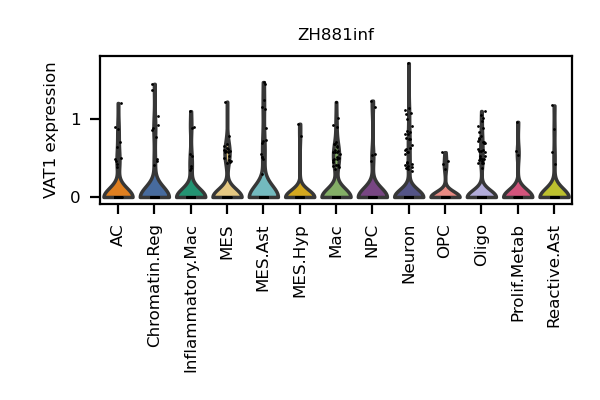 ZH881inf
VAT1 expression
1
0
AC
Chromatin.Reg
Inflammatory.Mac
MES
MES.Ast
MES.Hyp
Mac
NPC
Neuron
OPC
Oligo
Prolif.Metab
Reactive.Ast